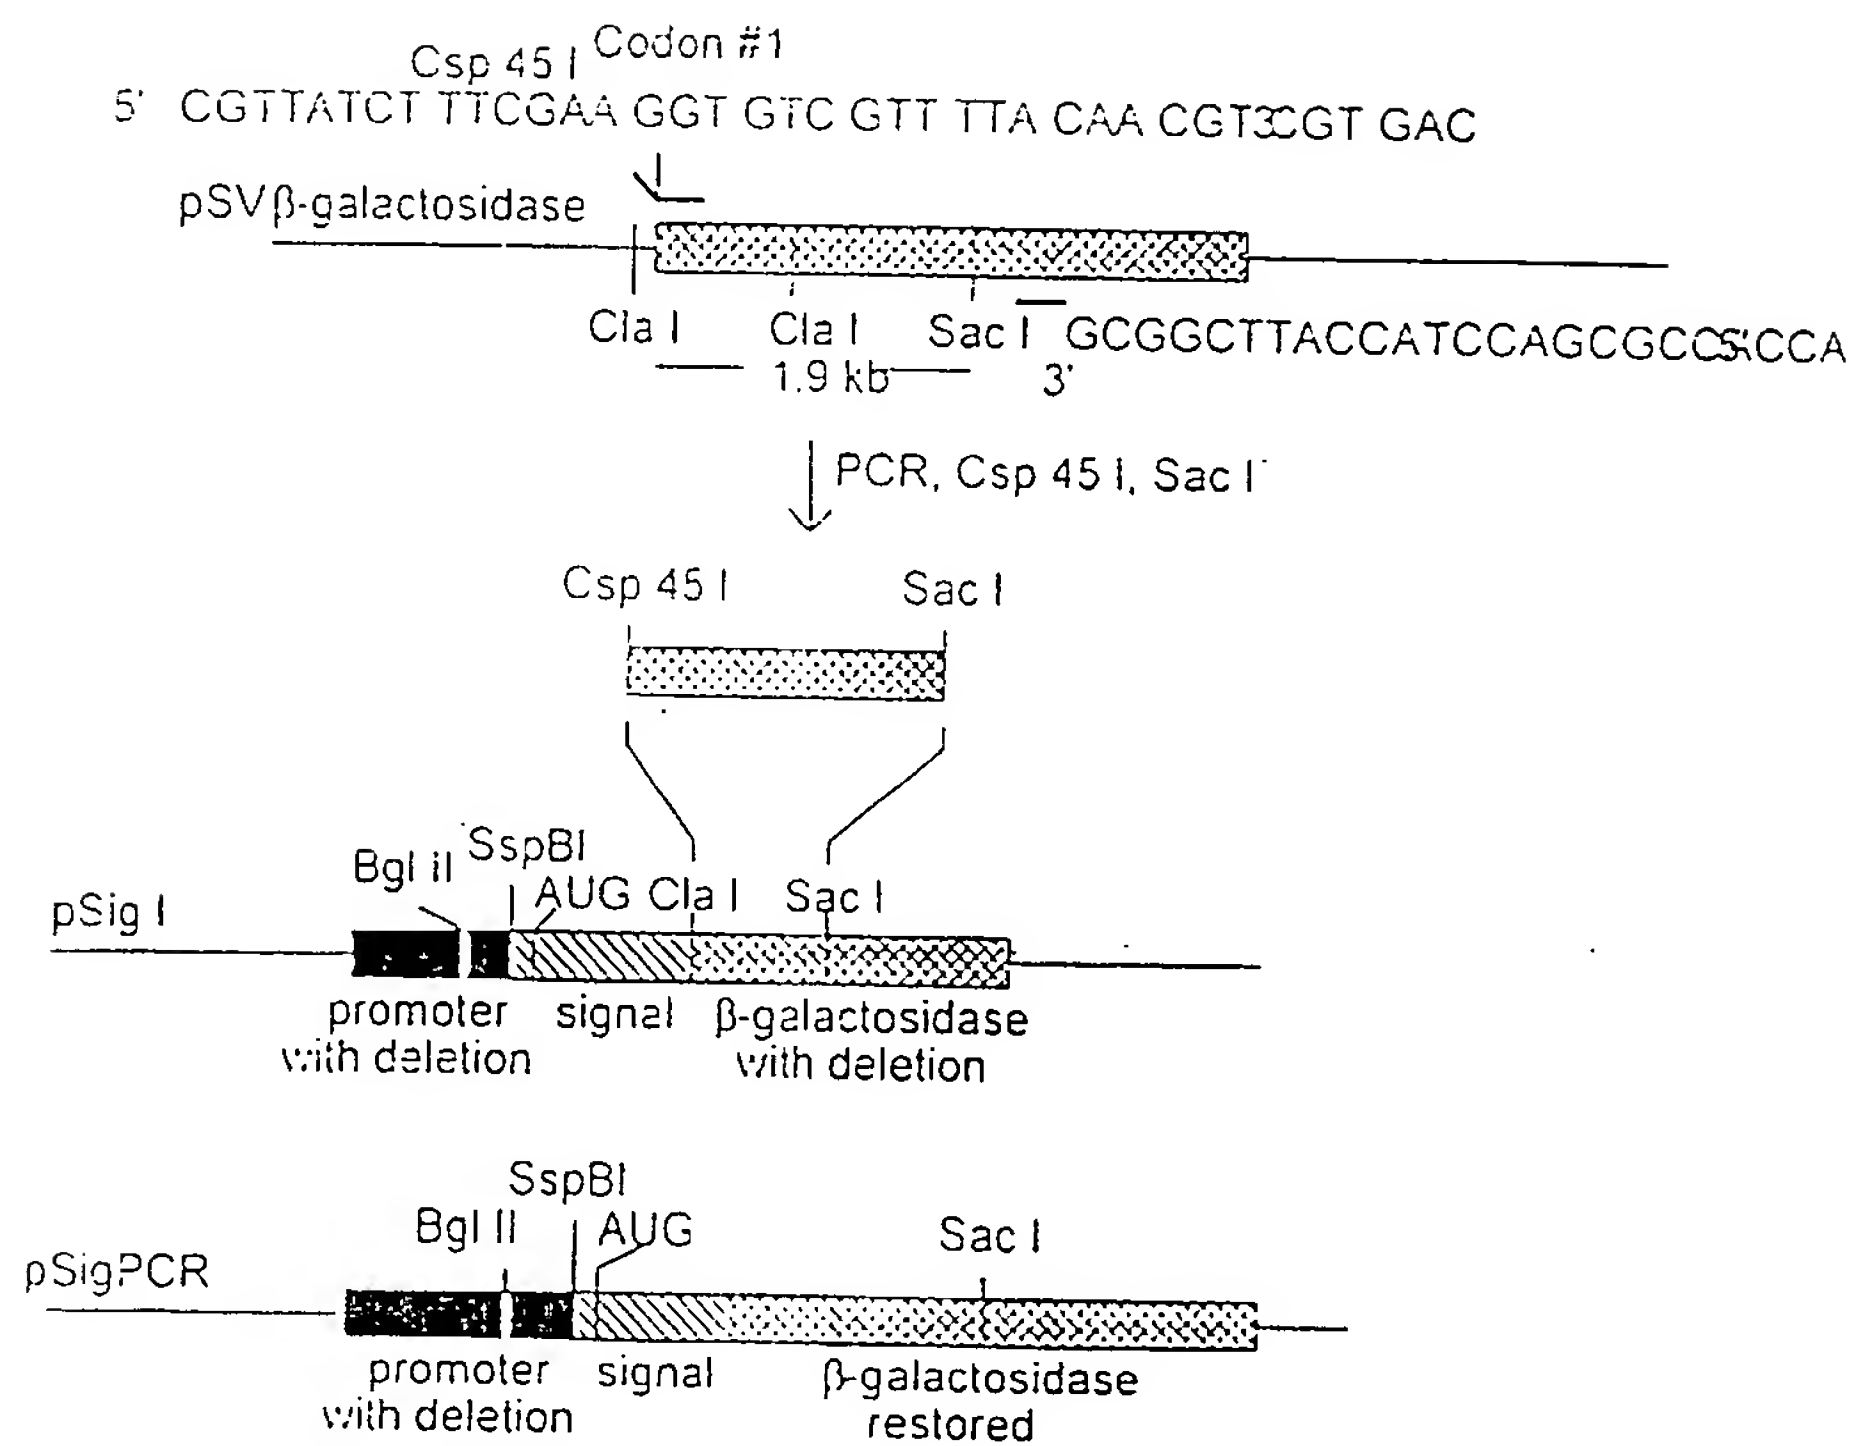 Csp 45 I Codon #1
5' CGTTATCT TTCGAA GGT GTC GTT TTA CAA CGT CGT GAC
pSVβ-galactosidase
Cla I Cla I Sac I GCGGCTTACCATCCAGCGCC
1.9 kb 3'
PCR, Csp 45 I, Sac I
Csp 45 I Sac I
Bgl II SspBI
AUG Cla I Sac I
pSig I
promoter signal β-galactosidase
with deletion with deletion
SspBI
Bgl II AUG Sac I
pSigPCR
promoter signal β-galactosidase
with deletion restored